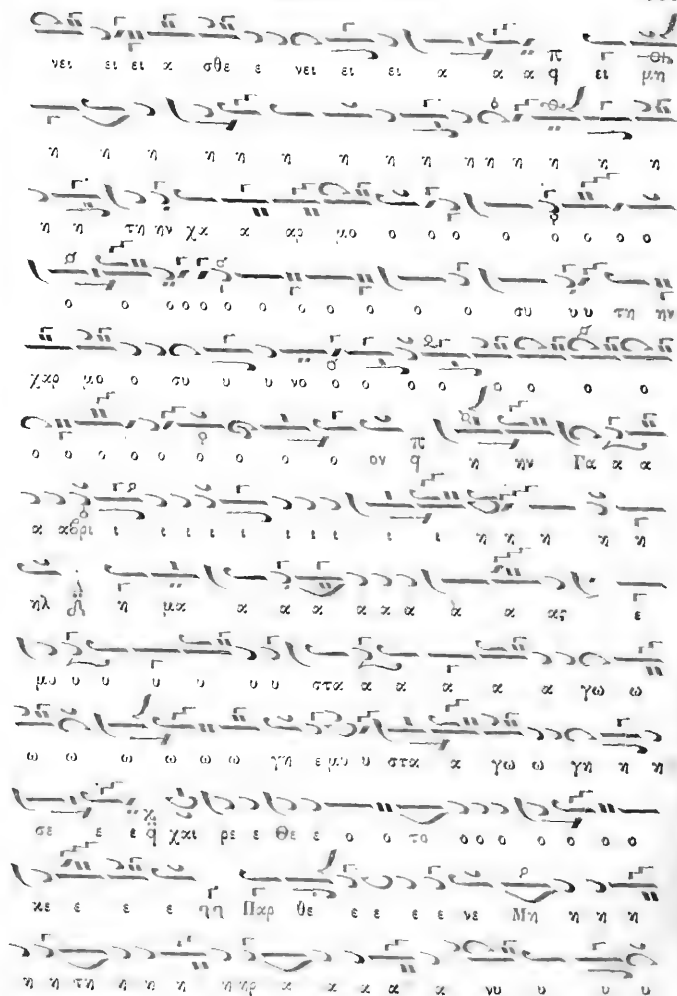 νει ει ει α σθε ε νει ει ει α α α π ϥ ει μη
η η η η η η η η η η η η η η η
η η τη ην χα α αρ μο ο ο ο ο ο ο ο ο ο
ο ο ο ο ο ο ο ο ο ο ο ο ο συ υ υ τη ην
χαρ μο ο συ υ υ υ νο ο ο ο ο ο ο ο ο ο
ο ο ο ο ο ο ο ο ο ο ο ον π ϥ η ην Γα α α
α αβρι ι ι ι ι ι ι ι ι ι η η η η η
ηλ η μα α α α α α α α α ας ε
μυ υ υ υ υ υ υ στα α α α α α γω ω
ω ω ω ω ω ω γη ε μυ υ στα α γω ω γη η η
σε ε ε χ ϥ χαι ρε ε Θε ε ο ο το ο ο ο ο ο ο ο
κε ε ε ε Παρ θε ε ε ε ε νε Μη η η η
η η τη η η η η ηρ α α α α α νυ υ υ υ